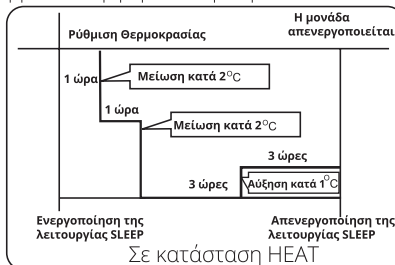 Η μονάδα
Ρύθμιση Θερμοκρασίας
απενεργοποιείται
1 ώρα
Μείωση κατά 2°C
1 ώρα
Μείωση κατά 2°C
3 ώρες
3 ώρες
Αύξηση κατά 1°C
Ενεργοποίηση της
λειτουργίας SLEEP
Απενεργοποίηση της
λειτουργίας SLEEP
Σε κατάσταση HEAT